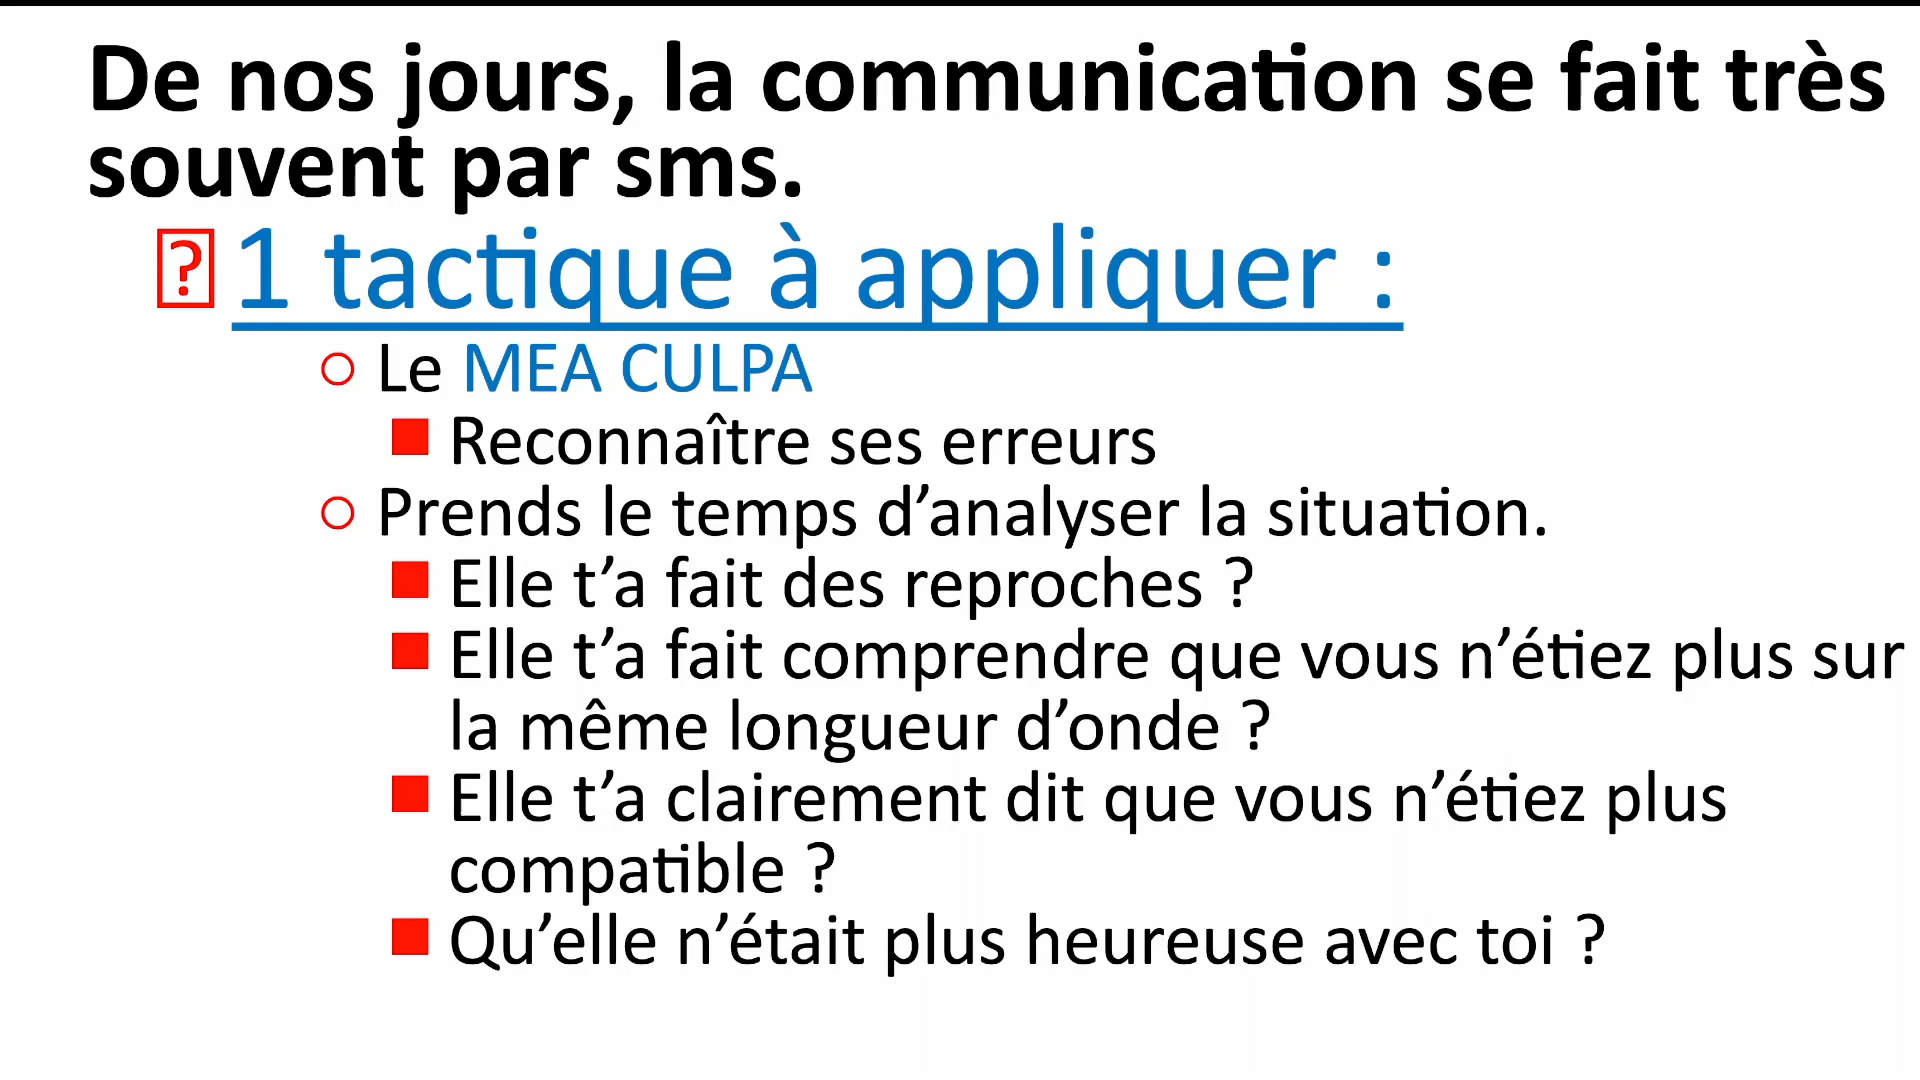 De nos jours, la communication se fait très
souvent par sms.
1 tactique à appliquer :
Le MEA CULPA
Reconnaître ses erreurs
Prends le temps d’analyser la situation.
Elle t’a fait des reproches ?
Elle t’a fait comprendre que vous n’étiez plus sur
la même longueur d’onde ?
Elle t’a clairement dit que vous n’étiez plus
compatible ?
Qu’elle n’était plus heureuse avec toi ?